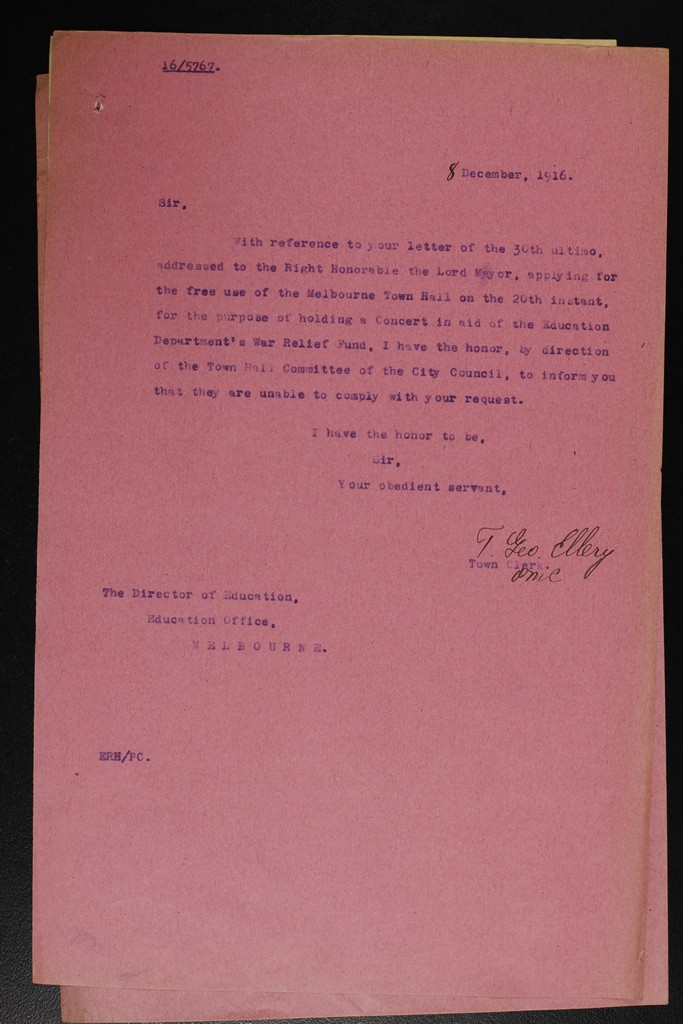 16/5767.
8 December, 1916.
Sir,
With reference to your letter of the 30th ultimo,
addressed to the Right Honorable the Lord Mayor, applying for
the free use of the Melbourne Town Hall on the 20th instant,
for the purpose of holding a Concert in aid of the Education
Department's War Relief Fund, I have the honor, by direction
of the Town Hall Committee of the City Council, to inform you
that they are unable to comply with your request.
I have the honor to be,
Sir,
Your obedient servant,
T. Geo. Ellery
Town Clerk.
The Director of Education,
Education Office,
MELBOURNE.
ERH/PC.